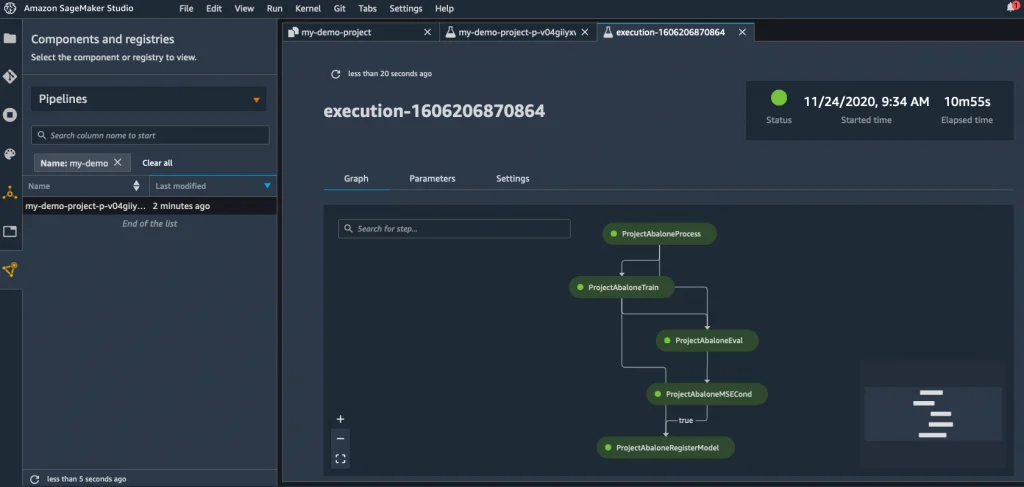 Amazon SageMaker Studio File Edit View Run Kernel Git Tabs Settings Help 1
Components and registries
Select the component or registry to view.
Pipelines
Search column name to start
Name: my-demo Clear all
Name Last modified
my-demo-project-p-v04giiy... 2 minutes ago
End of the list
less than 5 seconds ago
my-demo-project my-demo-project-p-v04giiyxv execution-1606206870864
less than 20 seconds ago
execution-1606206870864
11/24/2020, 9:34 AM 10m55s
Status Started time Elapsed time
Graph Parameters Settings
Search for step...
ProjectAbaloneProcess
ProjectAbaloneTrain
ProjectAbaloneEval
ProjectAbaloneMSECond
true
ProjectAbaloneRegisterModel